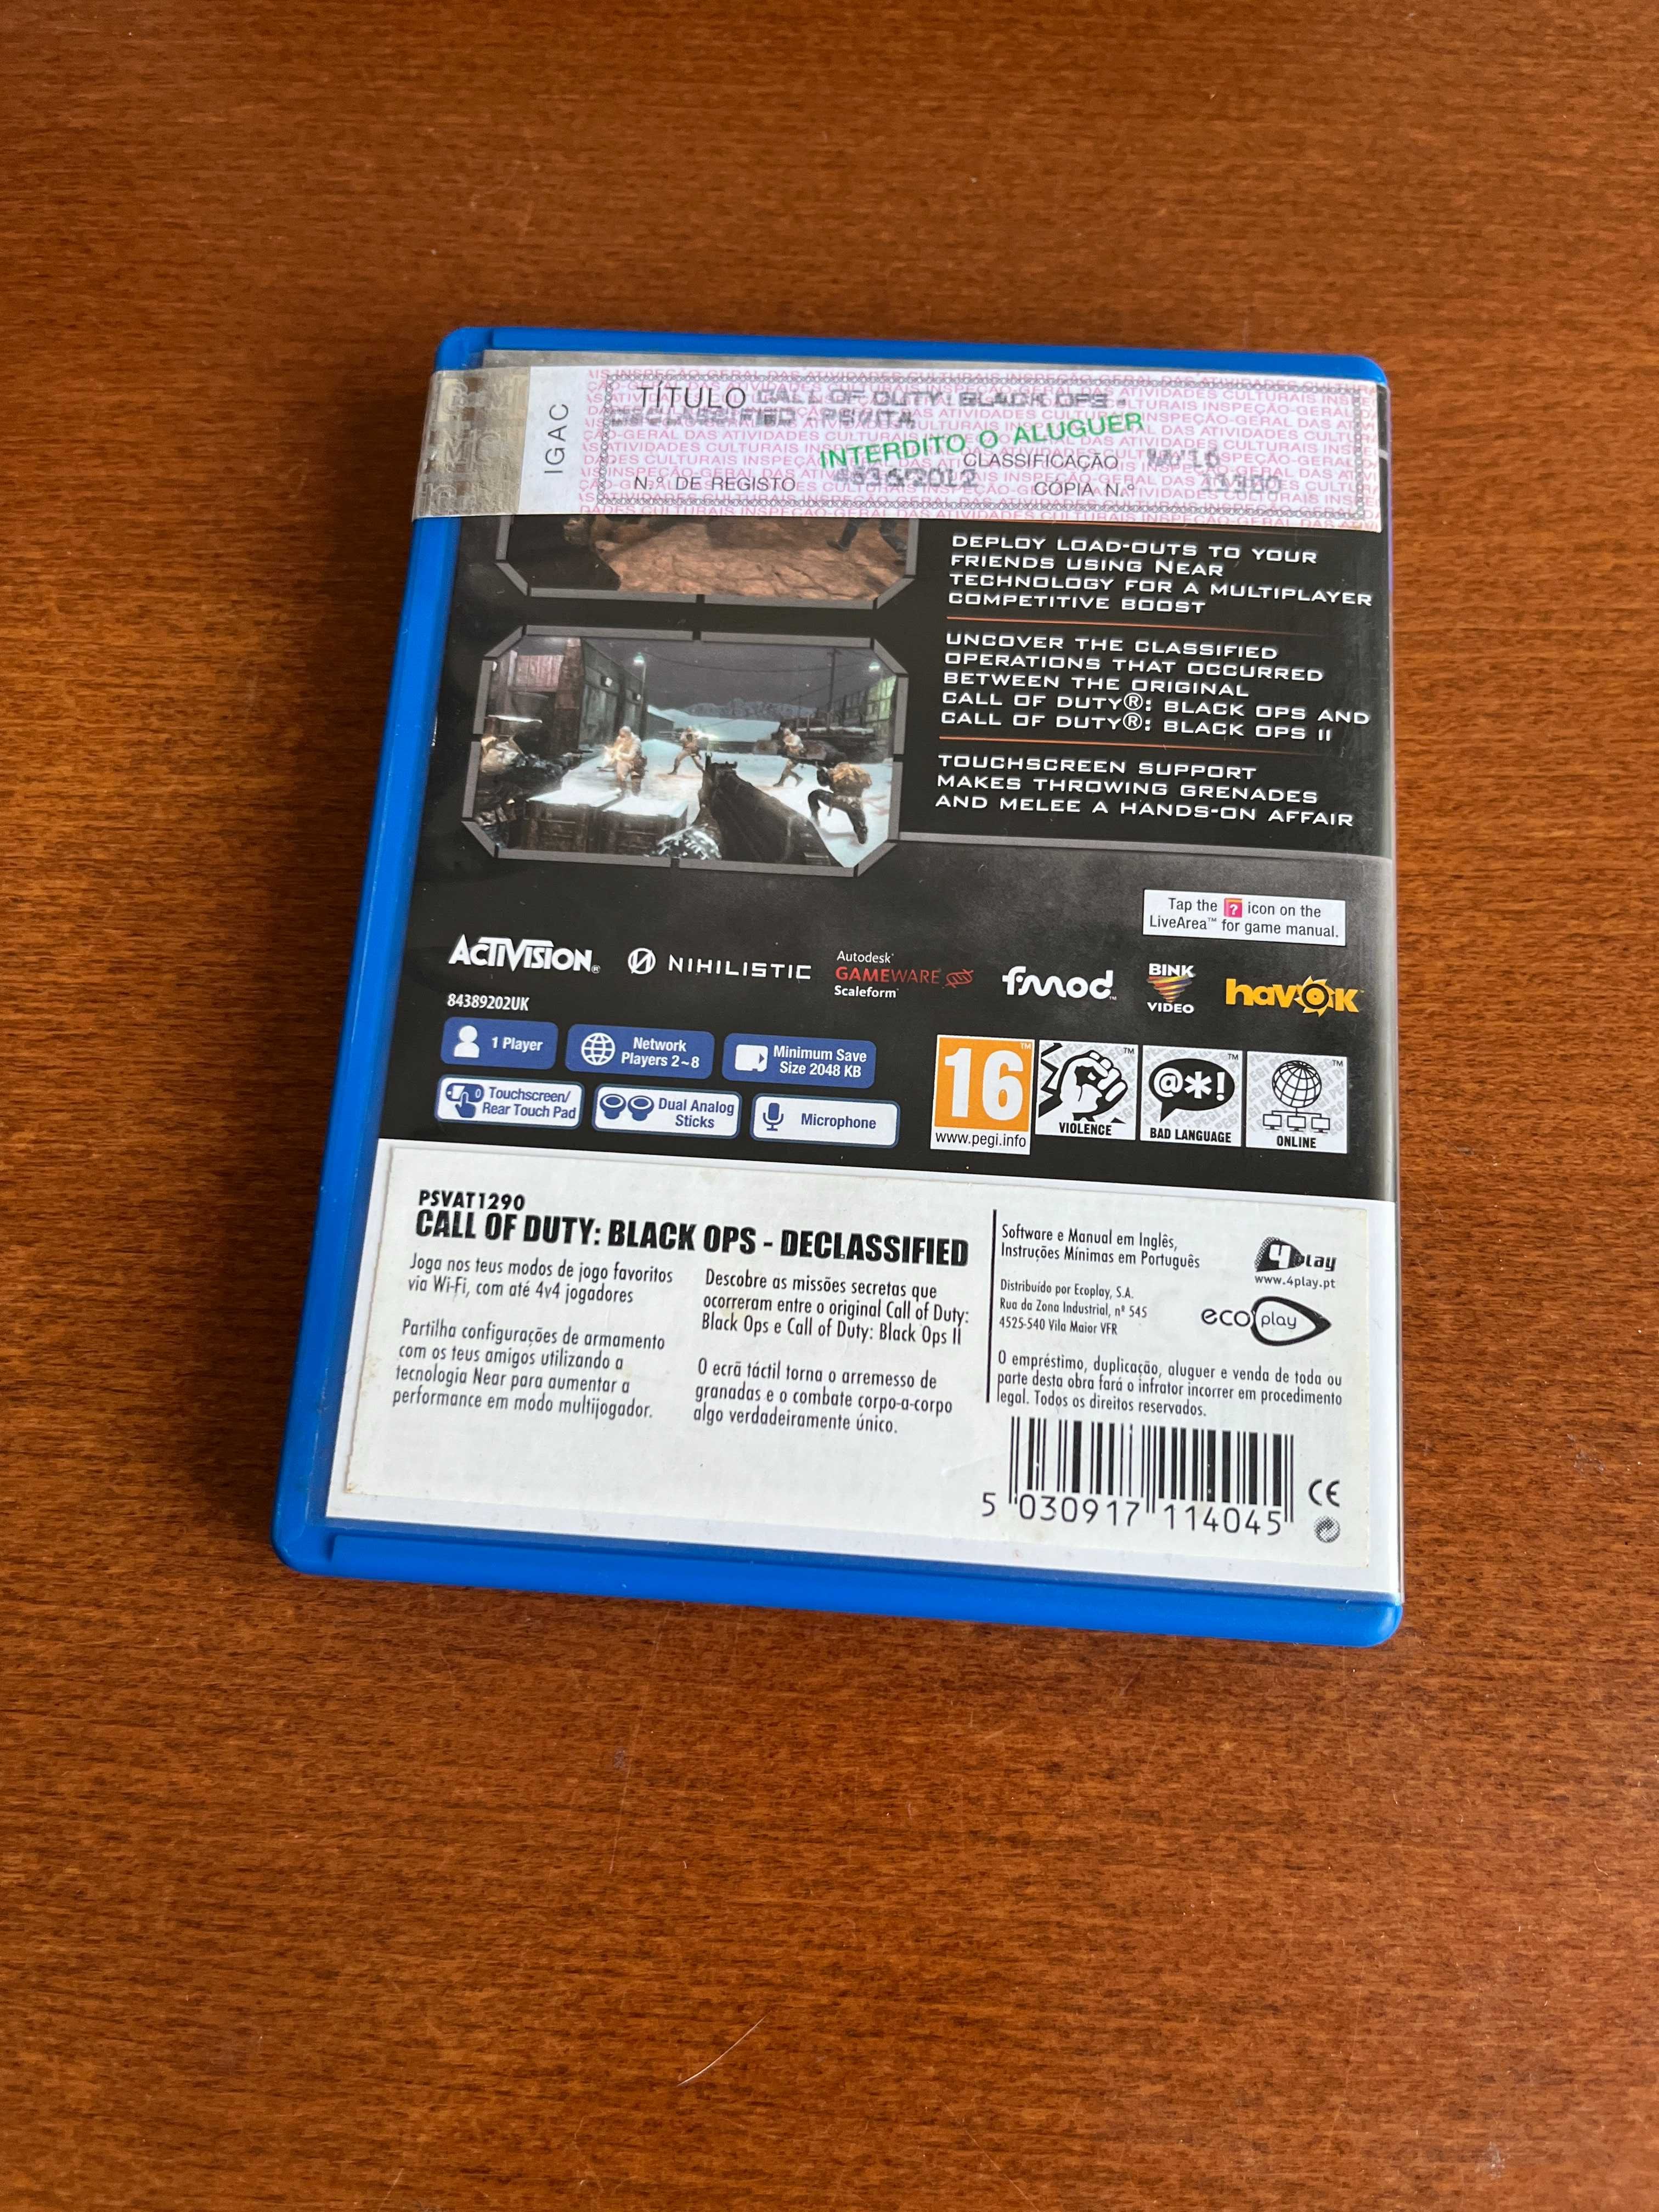 IGAC
TÍTULO CALL OF DUTY: BLACK OPS -
DECLASSIFIED - PSVITA
INTERDITO O ALUGUER
CLASSIFICAÇÃO M/16
N.º DE REGISTO
CÓPIA N.º
DEPLOY LOAD-OUTS TO YOUR
FRIENDS USING NEAR
TECHNOLOGY FOR A MULTIPLAYER
COMPETITIVE BOOST
UNCOVER THE CLASSIFIED
OPERATIONS THAT OCCURRED
BETWEEN THE ORIGINAL
CALL OF DUTY®: BLACK OPS AND
CALL OF DUTY®: BLACK OPS II
TOUCHSCREEN SUPPORT
MAKES THROWING GRENADES
AND MELEE A HANDS-ON AFFAIR
Tap the ? icon on the
LiveArea™ for game manual.
ACTIVISION®
NIHILISTIC
Autodesk®
GAMEWARE
Scaleform®
fmod™
BINK
VIDEO
havok™
84389202UK
1 Player
Network
Players 2~8
Minimum Save
Size 2048 KB
Touchscreen/
Rear Touch Pad
Dual Analog
Sticks
Microphone
16™
www.pegi.info
VIOLENCE
@*!
BAD LANGUAGE
ONLINE
PSVAT1290
CALL OF DUTY: BLACK OPS - DECLASSIFIED
Joga nos teus modos de jogo favoritos
via Wi-Fi, com até 4v4 jogadores
Partilha configurações de armamento
com os teus amigos utilizando a
tecnologia Near para aumentar a
performance em modo multijogador.
Descobre as missões secretas que
ocorreram entre o original Call of Duty:
Black Ops e Call of Duty: Black Ops II
O ecrã táctil torna o arremesso de
granadas e o combate corpo-a-corpo
algo verdadeiramente único.
Software e Manual em Inglês,
Instruções Mínimas em Português
4play
www.4play.pt
Distribuído por Ecoplay, S.A.
Rua da Zona Industrial, nº 545
4525-540 Vila Maior VFR
ecoplay
O empréstimo, duplicação, aluguer e venda de toda ou
parte desta obra fará o infrator incorrer em procedimento
legal. Todos os direitos reservados.
5 030917 114045
CE